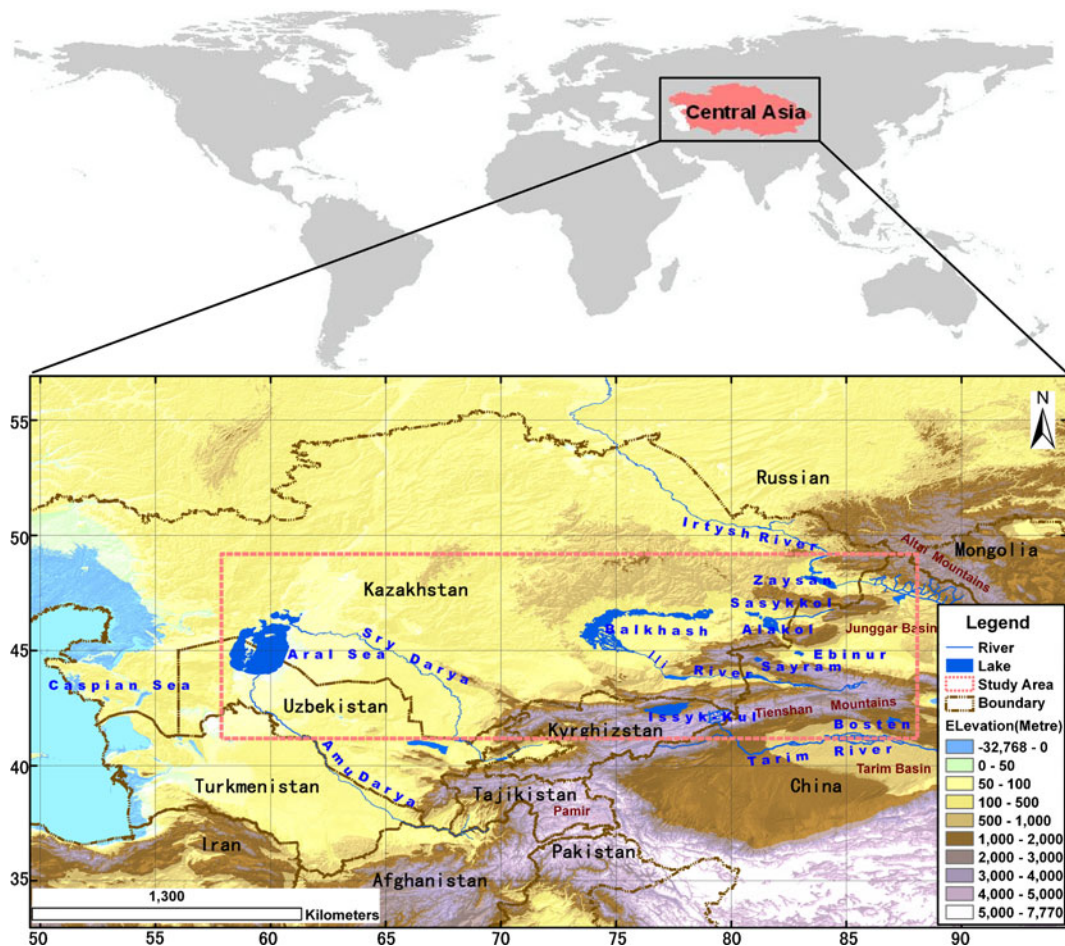 Central Asia
N
55
50
45
40
35
Russian
Irtysh River
Altai Mountains
Mongolia
Kazakhstan
Zaysan
Sasykkol
Balkhash
Alakol
Junggar Basin
Aral Sea
Sry Darya
Ili River
Ebinur
Sayram
Caspian Sea
Uzbekistan
Issyk Kul
Tienshan Mountains
Kyrghizstan
Bosten
Tarim River
Amu Darya
Turkmenistan
Tajikistan
China
Tarim Basin
Pamir
Iran
Pakistan
Afghanistan
1,300
Kilometers
Legend
River
Lake
Study Area
Boundary
ELevation(Metre)
-32,768 - 0
0 - 50
50 - 100
100 - 500
500 - 1,000
1,000 - 2,000
2,000 - 3,000
3,000 - 4,000
4,000 - 5,000
5,000 - 7,770
50 55 60 65 70 75 80 85 90